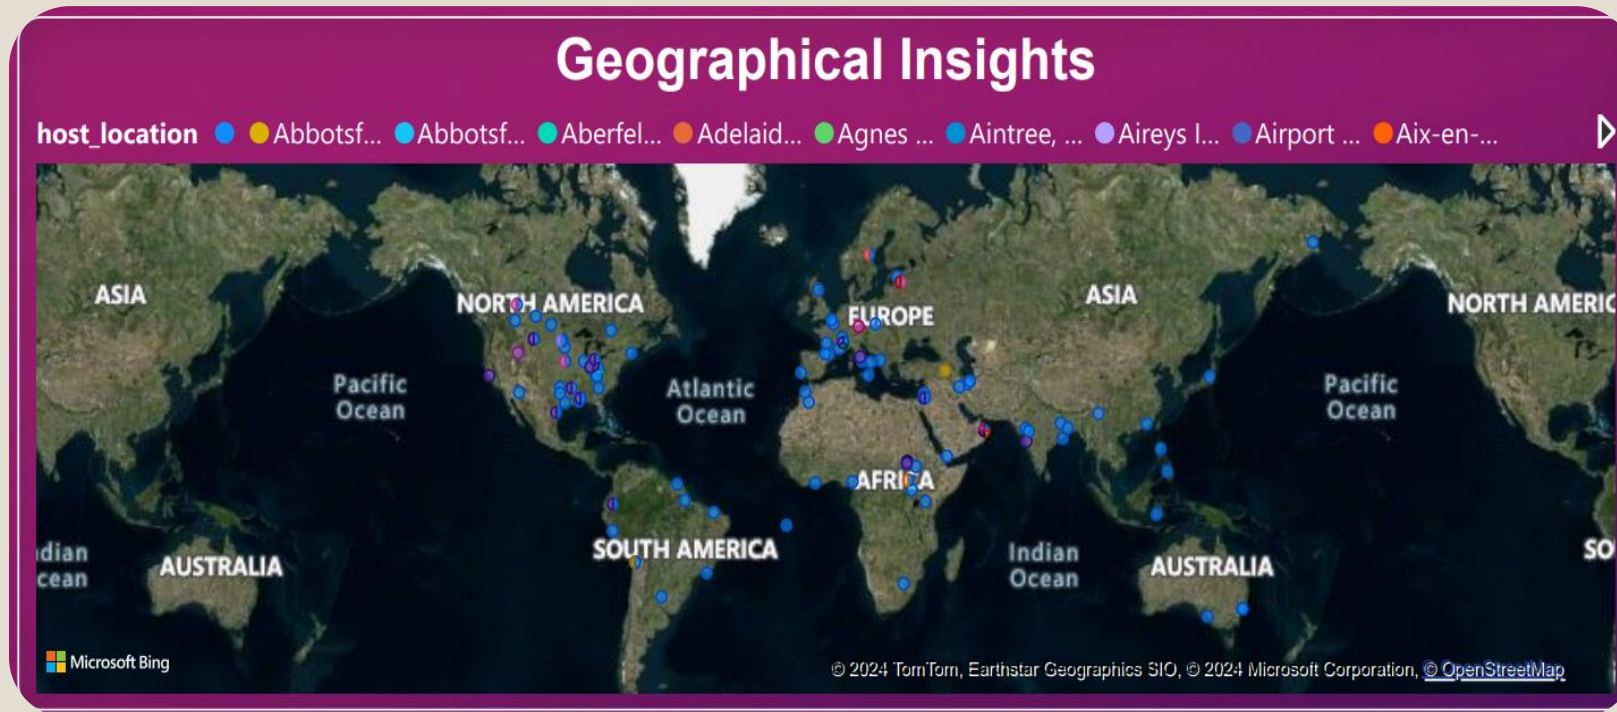 Geographical Insights
host_location Abbotsf... Abbotsf... Aberfel... Adelaid... Agnes ... Aintree, ... Aireys I... Airport ... Aix-en-...
ASIA
NORTH AMERICA
EUROPE
ASIA
NORTH AMERIC
Pacific
Ocean
Atlantic
Ocean
Pacific
Ocean
AFRICA
SOUTH AMERICA
dian
cean
AUSTRALIA
Indian
Ocean
AUSTRALIA
SO
Microsoft Bing
© 2024 TomTom, Earthstar Geographics SIO, © 2024 Microsoft Corporation, © OpenStreetMap